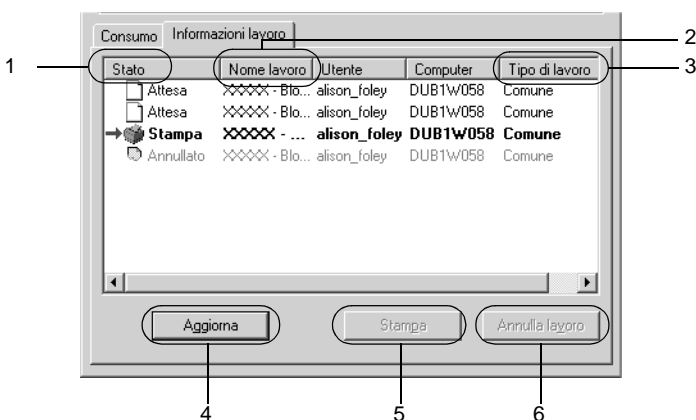 Consumo Informazioni lavoro
2
1
3
Stato Nome lavoro Utente Computer Tipo di lavoro
Attesa XXXXX - Blo... alison_foley DUB1W058 Comune
Attesa XXXXX - Blo... alison_foley DUB1W058 Comune
Stampa XXXXX - ... alison_foley DUB1W058 Comune
Annullato XXXXX - Blo... alison_foley DUB1W058 Comune
Aggiorna Stampa Annulla lavoro
4 5 6